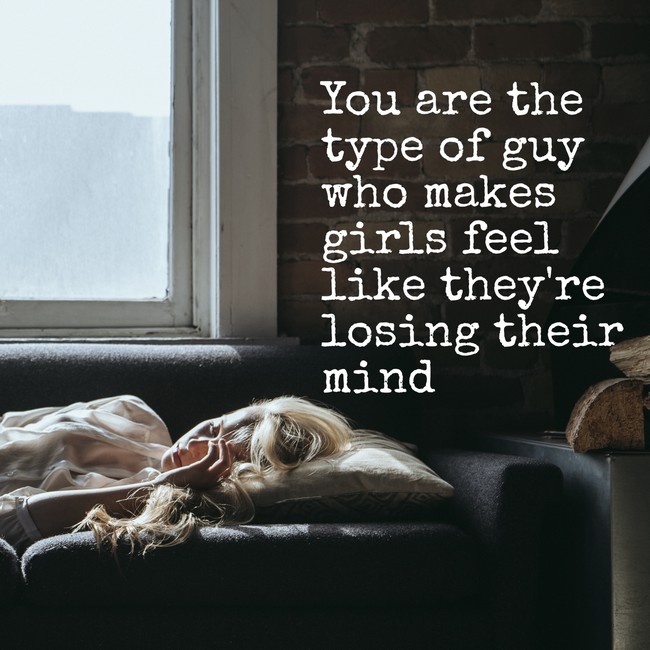 You are the
type of guy
who makes
girls feel
like they're
losing their
mind